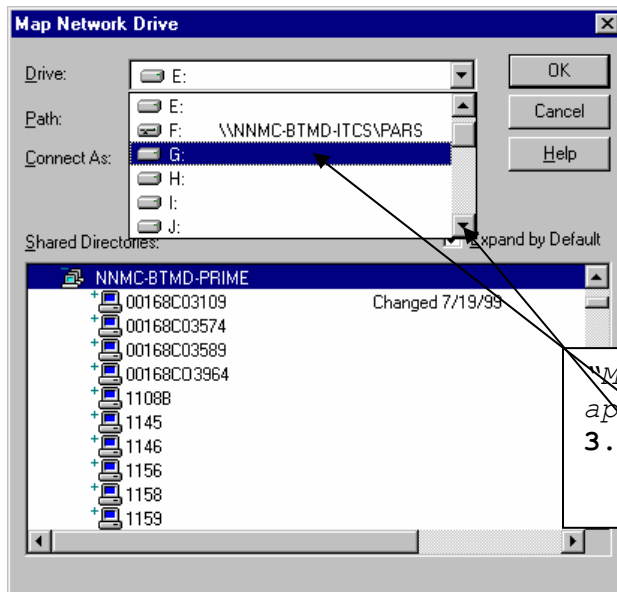 Map Network Drive
Drive: E: OK
E:
Path: F: \\NNMC-BTMD-ITCS\PARS Cancel
Connect As: G: Help
H:
I:
J:
Shared Directories: Expand by Default
NNMC-BTMD-PRIME
00168C03109 Changed 7/19/99
00168C03574
00168C03589
00168CO3964
1108B
1145
1146
1156
1158
1159
3.